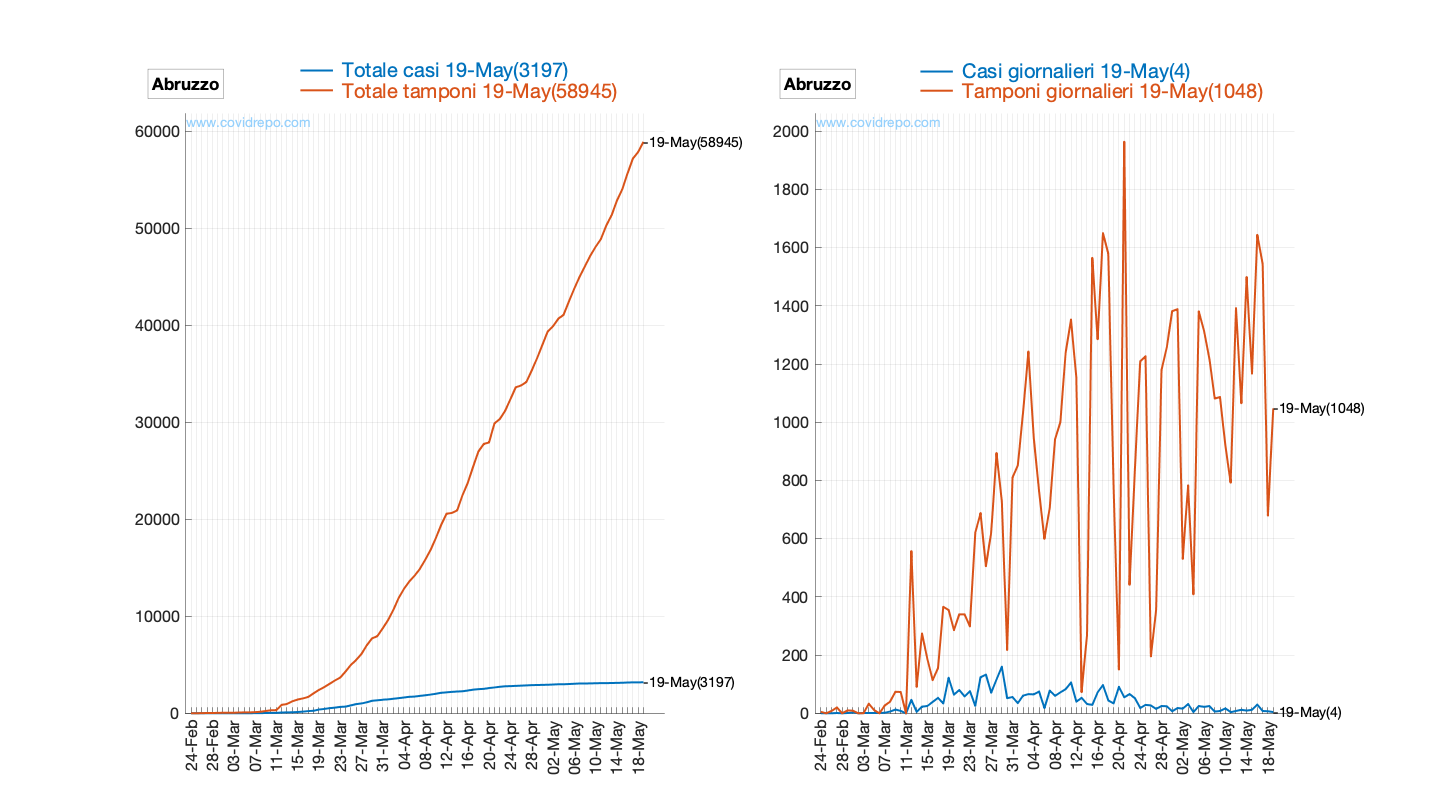 Abruzzo
Totale casi 19-May(3197)
Totale tamponi 19-May(58945)
www.covidrepo.com
60000
50000
40000
30000
20000
10000
0
19-May(58945)
19-May(3197)
24-Feb
28-Feb
03-Mar
07-Mar
11-Mar
15-Mar
19-Mar
23-Mar
27-Mar
31-Mar
04-Apr
08-Apr
12-Apr
16-Apr
20-Apr
24-Apr
28-Apr
02-May
06-May
10-May
14-May
18-May
Abruzzo
Casi giornalieri 19-May(4)
Tamponi giornalieri 19-May(1048)
www.covidrepo.com
2000
1800
1600
1400
1200
1000
800
600
400
200
0
19-May(1048)
19-May(4)
24-Feb
28-Feb
03-Mar
07-Mar
11-Mar
15-Mar
19-Mar
23-Mar
27-Mar
31-Mar
04-Apr
08-Apr
12-Apr
16-Apr
20-Apr
24-Apr
28-Apr
02-May
06-May
10-May
14-May
18-May